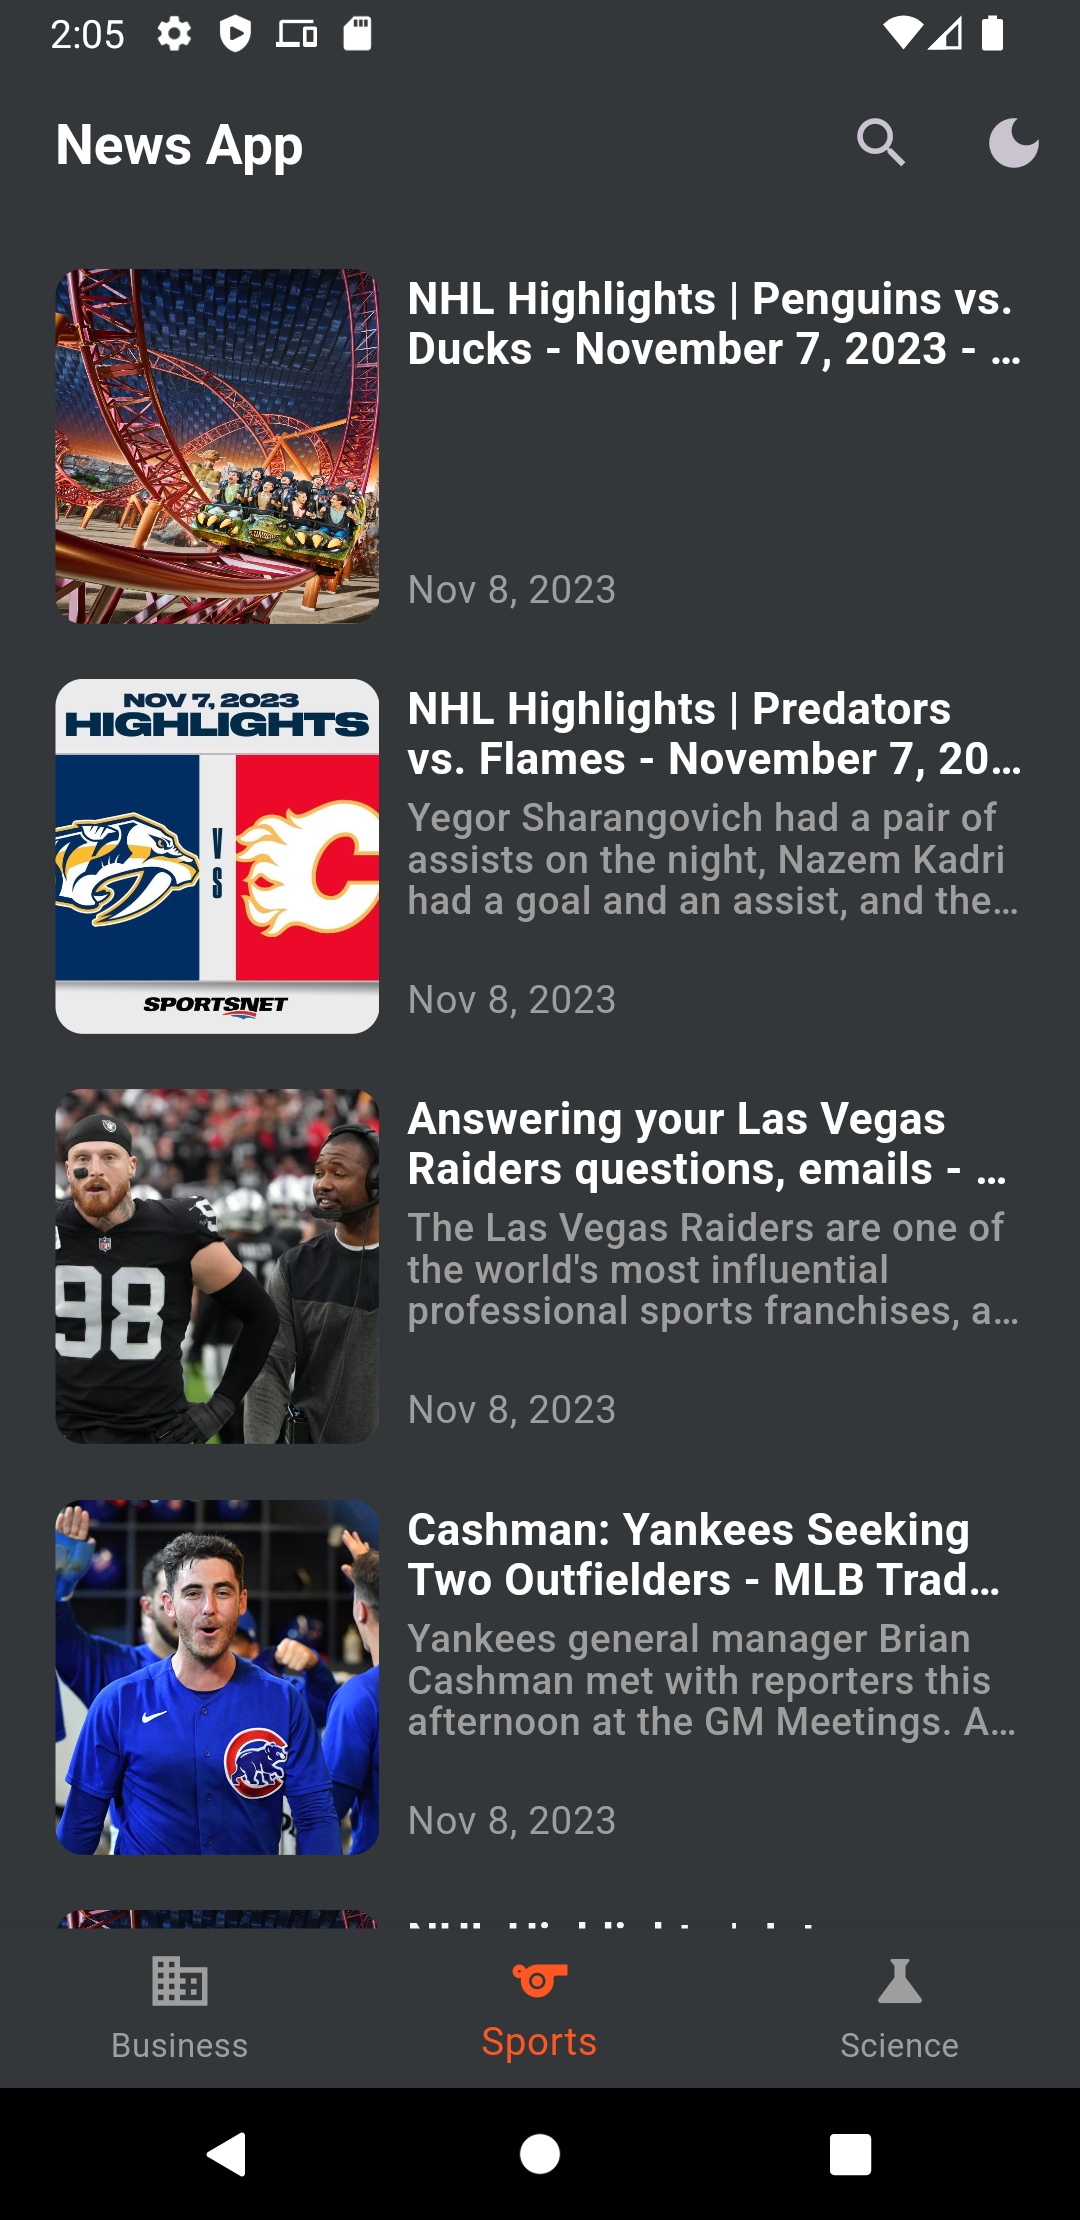 2:05
News App
NHL Highlights | Penguins vs.
Ducks - November 7, 2023 - …
Nov 8, 2023
NOV 7, 2023
HIGHLIGHTS
VS
SPORTSNET
NHL Highlights | Predators
vs. Flames - November 7, 20…
Yegor Sharangovich had a pair of
assists on the night, Nazem Kadri
had a goal and an assist, and the…
Nov 8, 2023
98
Answering your Las Vegas
Raiders questions, emails - …
The Las Vegas Raiders are one of
the world's most influential
professional sports franchises, a…
Nov 8, 2023
Cashman: Yankees Seeking
Two Outfielders - MLB Trad…
Yankees general manager Brian
Cashman met with reporters this
afternoon at the GM Meetings. A…
Nov 8, 2023
NHL Highlights |
Business
Sports
Science